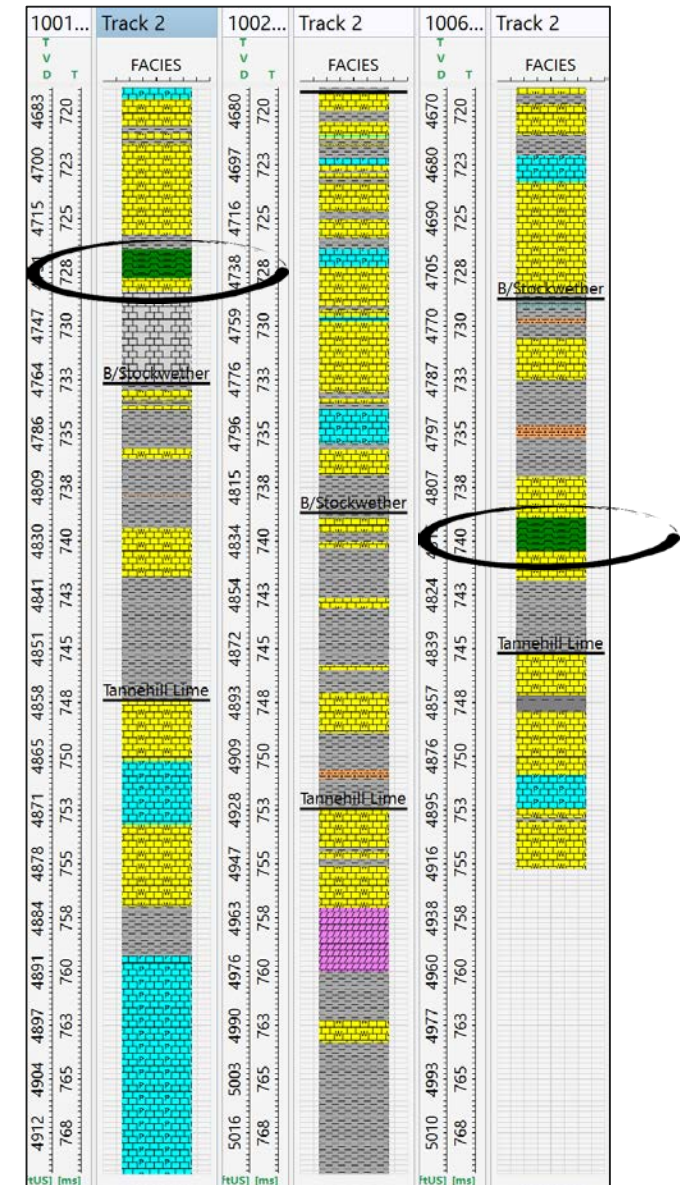 1001... Track 2 1002... Track 2 1006... Track 2
TVD T FACIES TVD T FACIES TVD T FACIES
4683 720 4680 720 4670 720
4700 723 4697 723 4680 723
4715 725 4716 725 4690 725
728 4738 728 4705 728
B/Stockwether
4747 730 4759 730 4770 730
B/Stockwether
4764 733 4776 733 4787 733
4786 735 4796 735 4797 735
4809 738 4815 738 4807 738
B/Stockwether
4830 740 4834 740 740
4841 743 4854 743 4824 743
Tannehill Lime
4851 745 4872 745 4839 745
Tannehill Lime
4858 748 4893 748 4857 748
4865 750 4909 750 4876 750
Tannehill Lime
4871 753 4928 753 4895 753
4878 755 4947 755 4916 755
4884 758 4963 758 4938 758
4891 760 4976 760 4960 760
4897 763 4990 763 4977 763
4904 765 5003 765 4993 765
4912 768 5016 768 5010 768
ftUS] [ms] ftUS] [ms] ftUS] [ms]